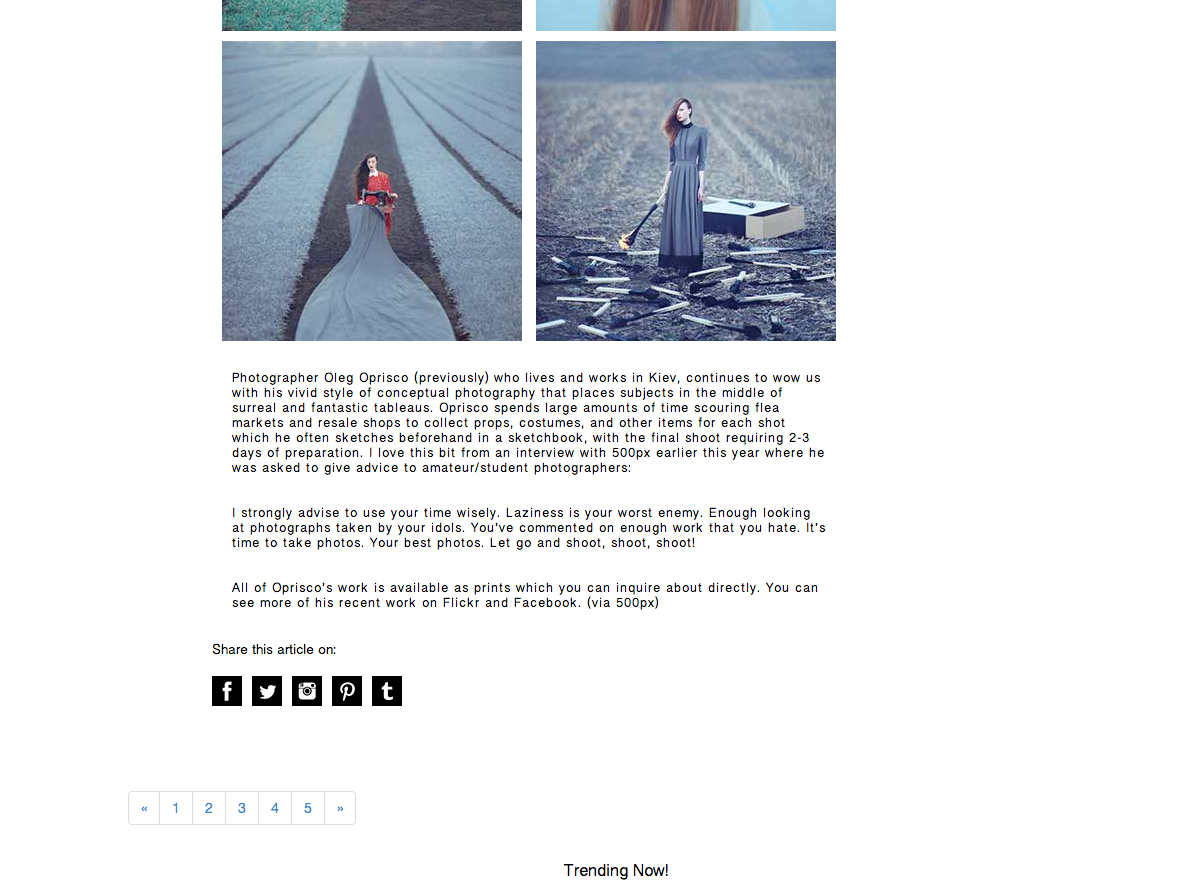 Photographer Oleg Oprisco (previously) who lives and works in Kiev, continues to wow us
with his vivid style of conceptual photography that places subjects in the middle of
surreal and fantastic tableaus. Oprisco spends large amounts of time scouring flea
markets and resale shops to collect props, costumes, and other items for each shot
which he often sketches beforehand in a sketchbook, with the final shoot requiring 2-3
days of preparation. I love this bit from an interview with 500px earlier this year where he
was asked to give advice to amateur/student photographers:
I strongly advise to use your time wisely. Laziness is your worst enemy. Enough looking
at photographs taken by your idols. You've commented on enough work that you hate. It's
time to take photos. Your best photos. Let go and shoot, shoot, shoot!
All of Oprisco's work is available as prints which you can inquire about directly. You can
see more of his recent work on Flickr and Facebook. (via 500px)
Share this article on:
« 1 2 3 4 5 »
Trending Now!